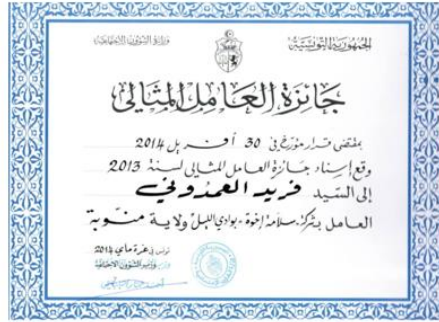 الجمهورية التونسية
وزارة الشؤون الاجتماعية
جائزة العامل المثالي
بمقتضى قرار مؤرخ في 30 أفريل 2014
وقع إسناد جائزة العامل المثالي لسنة 2013
إلى السيد فريد العمدوني
العامل بشركة سلامة إخوة - بوادي الليل ولاية منوبة
تونس في غرة ماي 2014
وزير الشؤون الاجتماعية